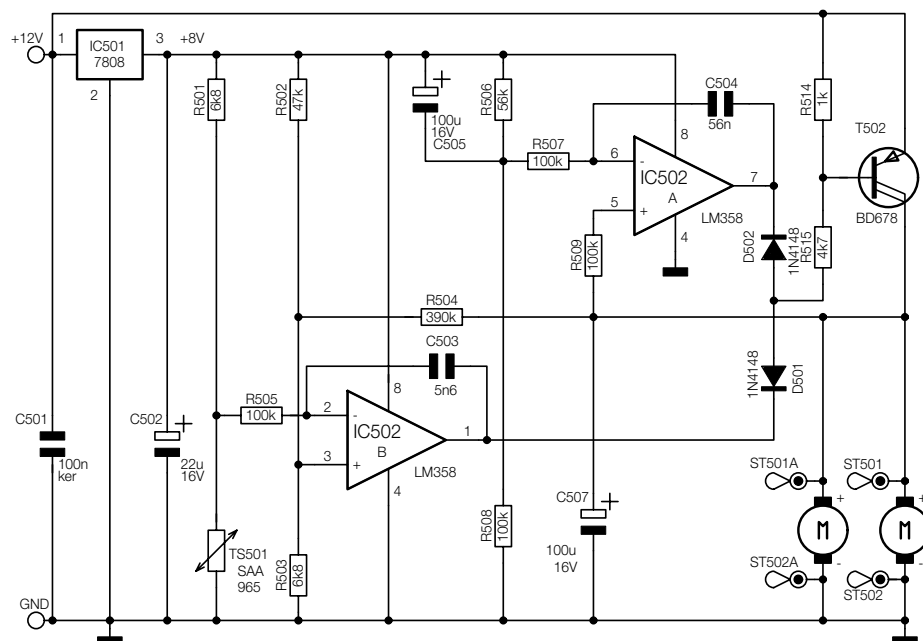 +12V
1
IC501
7808
3
+8V
2
R501
6k8
R502
47k
+
100u
16V
C505
R506
56k
R507
100k
C504
56n
6
-
8
IC502
A
7
5
+
LM358
4
R509
100k
D502
1N4148
R514
1k
T502
BD678
R515
4k7
R504
390k
C503
5n6
1N4148
D501
R505
100k
2
-
8
IC502
B
1
3
+
LM358
4
C501
100n
ker
C502
+
22u
16V
TS501
SAA
965
R503
6k8
R508
100k
C507
+
100u
16V
ST501A
ST501
+
M
-
+
M
-
ST502A
ST502
GND